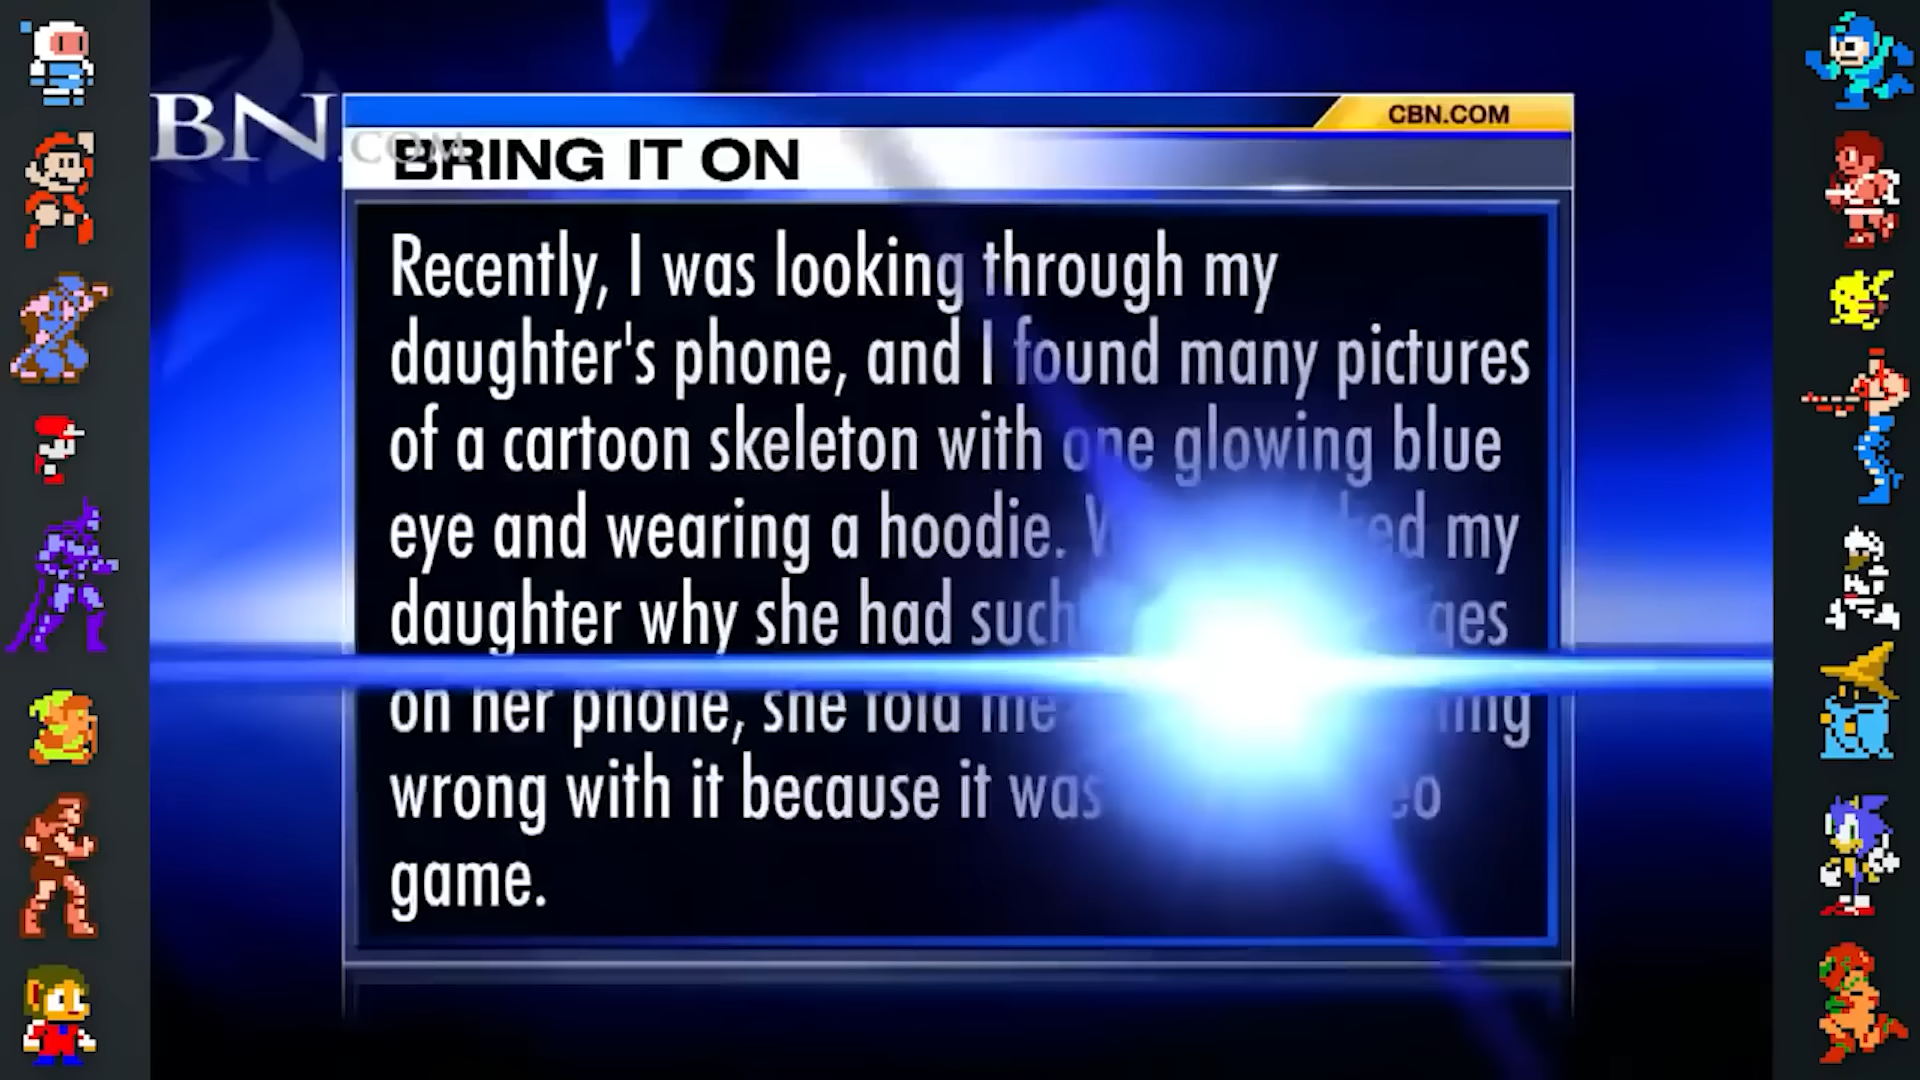 BN.COM
CBN.COM
BRING IT ON
Recently, I was looking through my
daughter's phone, and I found many pictures
of a cartoon skeleton with one glowing blue
eye and wearing a hoodie. my
daughter why she had such
on her phone, she told me
wrong with it because it was
game.